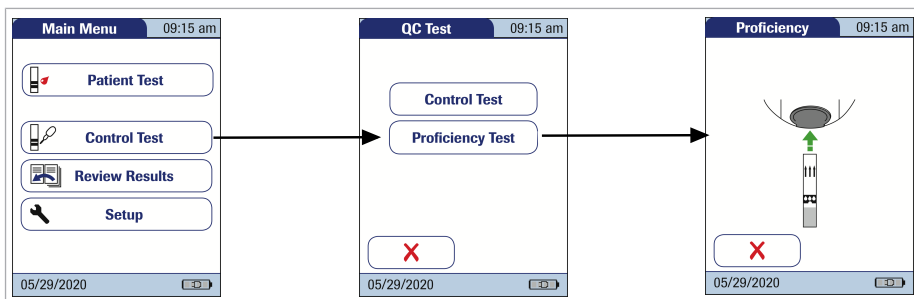 Main Menu 09:15 am
Patient Test
Control Test
Review Results
Setup
05/29/2020
QC Test 09:15 am
Control Test
Proficiency Test
05/29/2020
Proficiency 09:15 am
05/29/2020